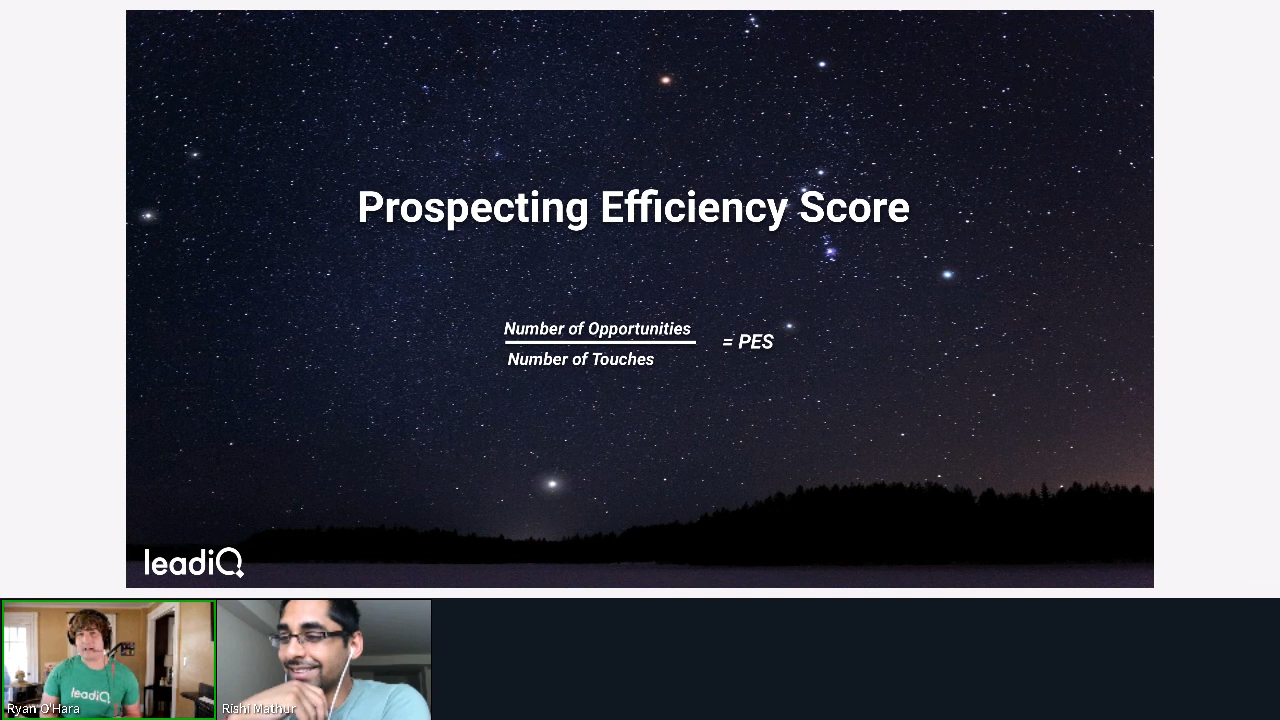 Prospecting Efficiency Score
Number of Opportunities
Number of Touches
= PES
leadiQ
leadiQ
Ryan O'Hara
Rishi Mathur